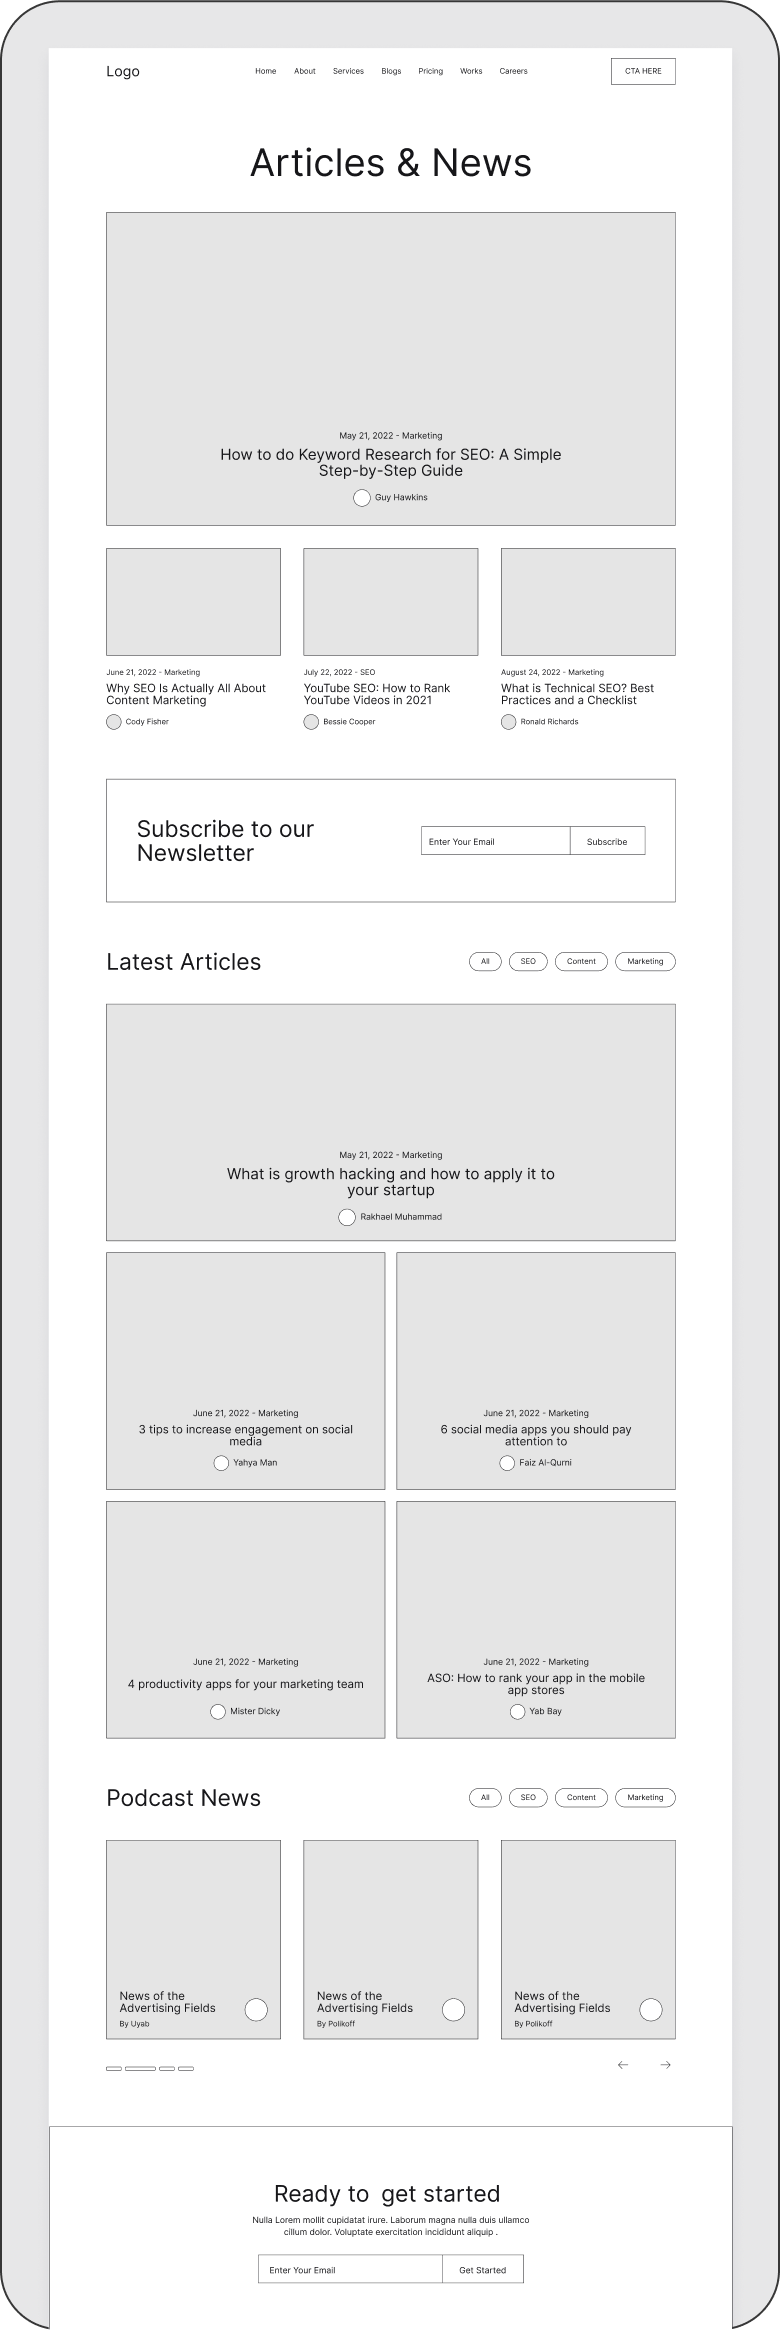 Logo
Home About Services Blogs Pricing Works Careers
CTA HERE
Articles & News
May 21, 2022 - Marketing
How to do Keyword Research for SEO: A Simple
Step-by-Step Guide
Guy Hawkins
June 21, 2022 - Marketing
Why SEO Is Actually All About
Content Marketing
Cody Fisher
July 22, 2022 - SEO
YouTube SEO: How to Rank
YouTube Videos in 2021
Bessie Cooper
August 24, 2022 - Marketing
What is Technical SEO? Best
Practices and a Checklist
Ronald Richards
Subscribe to our
Newsletter
Enter Your Email
Subscribe
Latest Articles
All
SEO
Content
Marketing
May 21, 2022 - Marketing
What is growth hacking and how to apply it to
your startup
Rakhael Muhammad
June 21, 2022 - Marketing
3 tips to increase engagement on social
media
Yahya Man
June 21, 2022 - Marketing
6 social media apps you should pay
attention to
Faiz Al-Qurni
June 21, 2022 - Marketing
4 productivity apps for your marketing team
Mister Dicky
June 21, 2022 - Marketing
ASO: How to rank your app in the mobile
app stores
Yab Bay
Podcast News
All
SEO
Content
Marketing
News of the
Advertising Fields
By Uyab
News of the
Advertising Fields
By Polikoff
News of the
Advertising Fields
By Polikoff
Ready to  get started
Nulla Lorem mollit cupidatat irure. Laborum magna nulla duis ullamco
cillum dolor. Voluptate exercitation incididunt aliquip .
Enter Your Email
Get Started